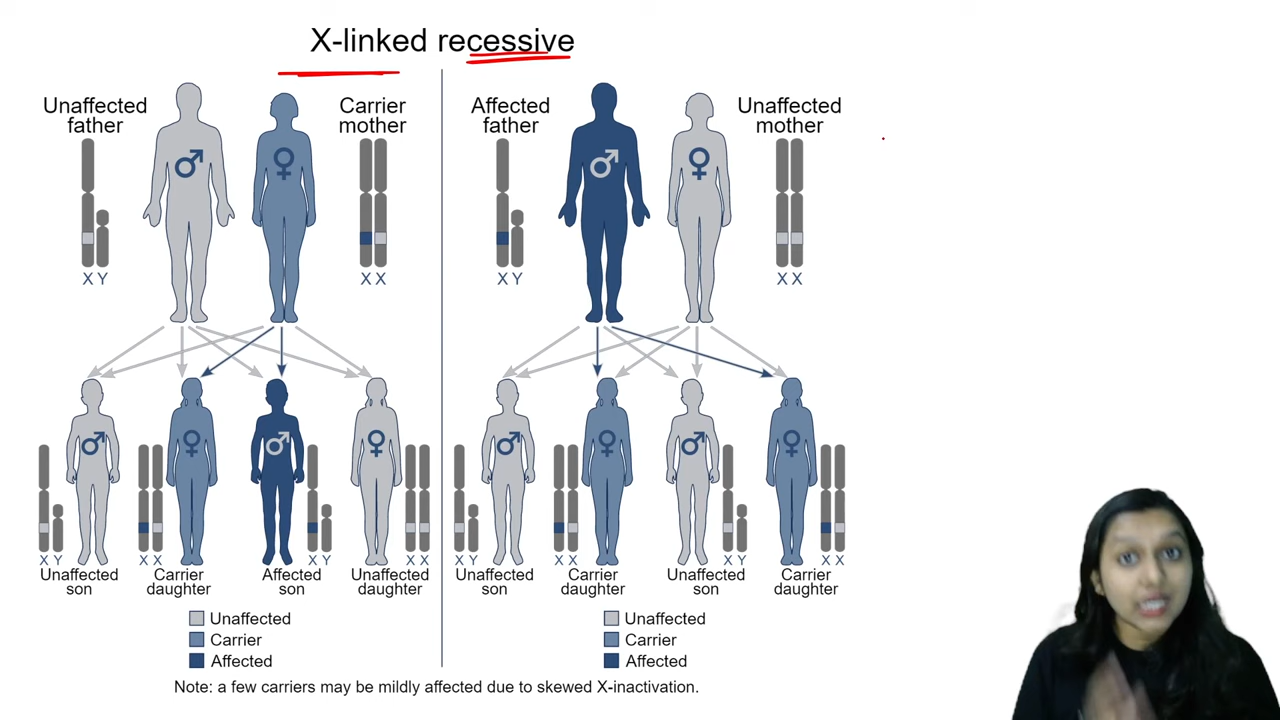 X-linked recessive
Unaffected
father
X Y
Carrier
mother
X X
Affected
father
X Y
Unaffected
mother
X X
X Y
Unaffected
son
X X
Carrier
daughter
X Y
Affected
son
X X
Unaffected
daughter
X Y
Unaffected
son
X X
Carrier
daughter
X Y
Unaffected
son
X X
Carrier
daughter
Unaffected
Carrier
Affected
Unaffected
Carrier
Affected
Note: a few carriers may be mildly affected due to skewed X-inactivation.